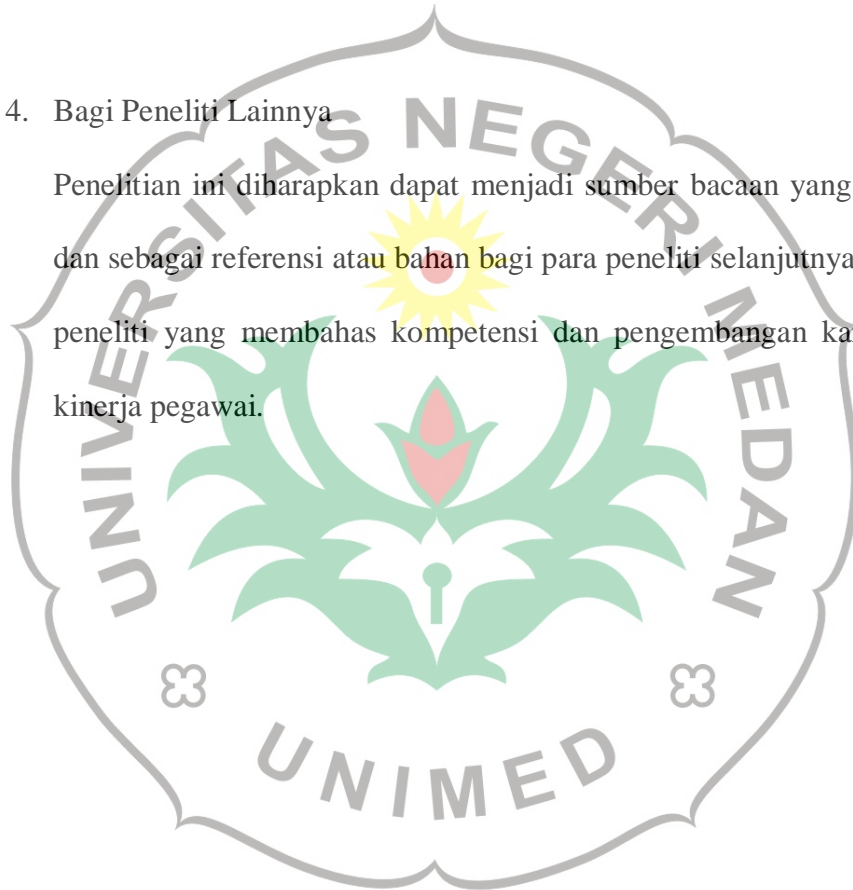 4. Bagi Peneliti Lainnya
Penelitian ini diharapkan dapat menjadi sumber bacaan yang
dan sebagai referensi atau bahan bagi para peneliti selanjutnya
peneliti yang membahas kompetensi dan pengembangan
kinerja pegawai.
UNIVERSITAS NEGERI MEDAN
UNIMED